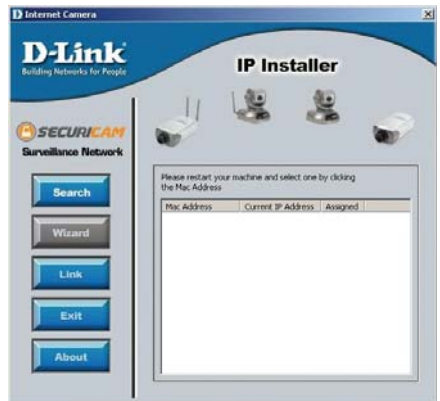 Internet Camera
D-Link
Building Networks for People
IP Installer
SECURICAM
Surveillance Network
Search
Wizard
Link
Exit
About
Please restart your machine and select one by clicking
the Mac Address
Mac Address Current IP Address Assigned